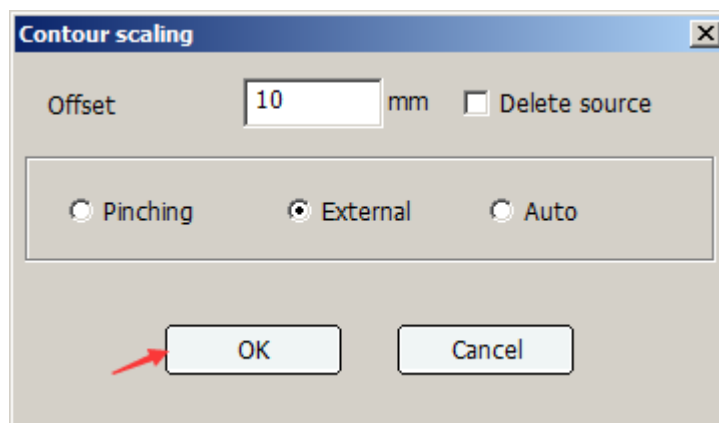 Contour scaling
Offset 10 mm Delete source
Pinching External Auto
OK Cancel